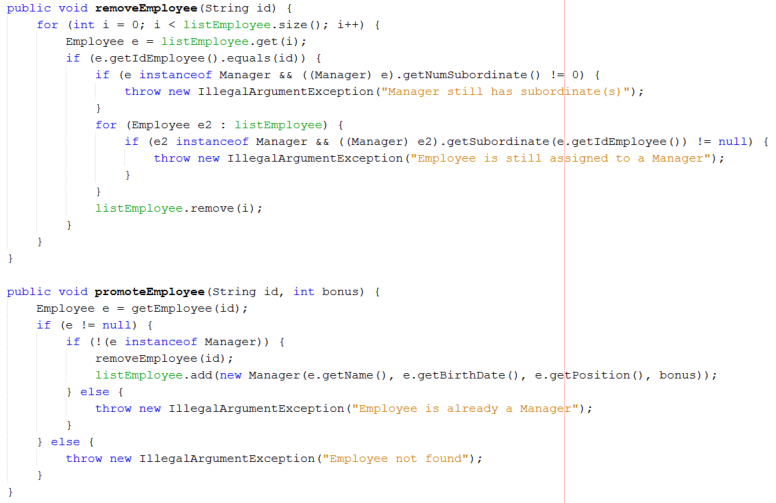 public void removeEmployee(String id) {
    for (int i = 0; i < listEmployee.size(); i++) {
        Employee e = listEmployee.get(i);
        if (e.getIdEmployee().equals(id)) {
            if (e instanceof Manager && ((Manager) e).getNumSubordinate() != 0) {
                throw new IllegalArgumentException("Manager still has subordinate(s)");
            }
            for (Employee e2 : listEmployee) {
                if (e2 instanceof Manager && ((Manager) e2).getSubordinate(e.getIdEmployee()) != null) {
                    throw new IllegalArgumentException("Employee is still assigned to a Manager");
                }
            }
            listEmployee.remove(i);
        }
    }
}

public void promoteEmployee(String id, int bonus) {
    Employee e = getEmployee(id);
    if (e != null) {
        if (!(e instanceof Manager)) {
            removeEmployee(id);
            listEmployee.add(new Manager(e.getName(), e.getBirthDate(), e.getPosition(), bonus));
        } else {
            throw new IllegalArgumentException("Employee is already a Manager");
        }
    } else {
        throw new IllegalArgumentException("Employee not found");
    }
}